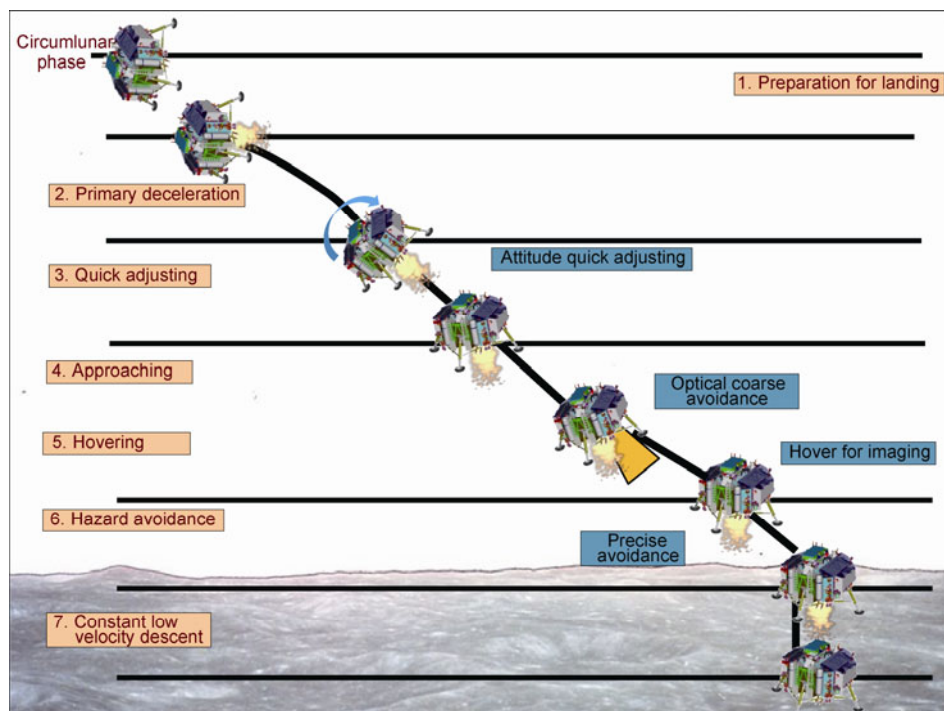 Circumlunar
phase
1. Preparation for landing
2. Primary deceleration
3. Quick adjusting
Attitude quick adjusting
4. Approaching
Optical coarse
avoidance
5. Hovering
Hover for imaging
6. Hazard avoidance
Precise
avoidance
7. Constant low
velocity descent